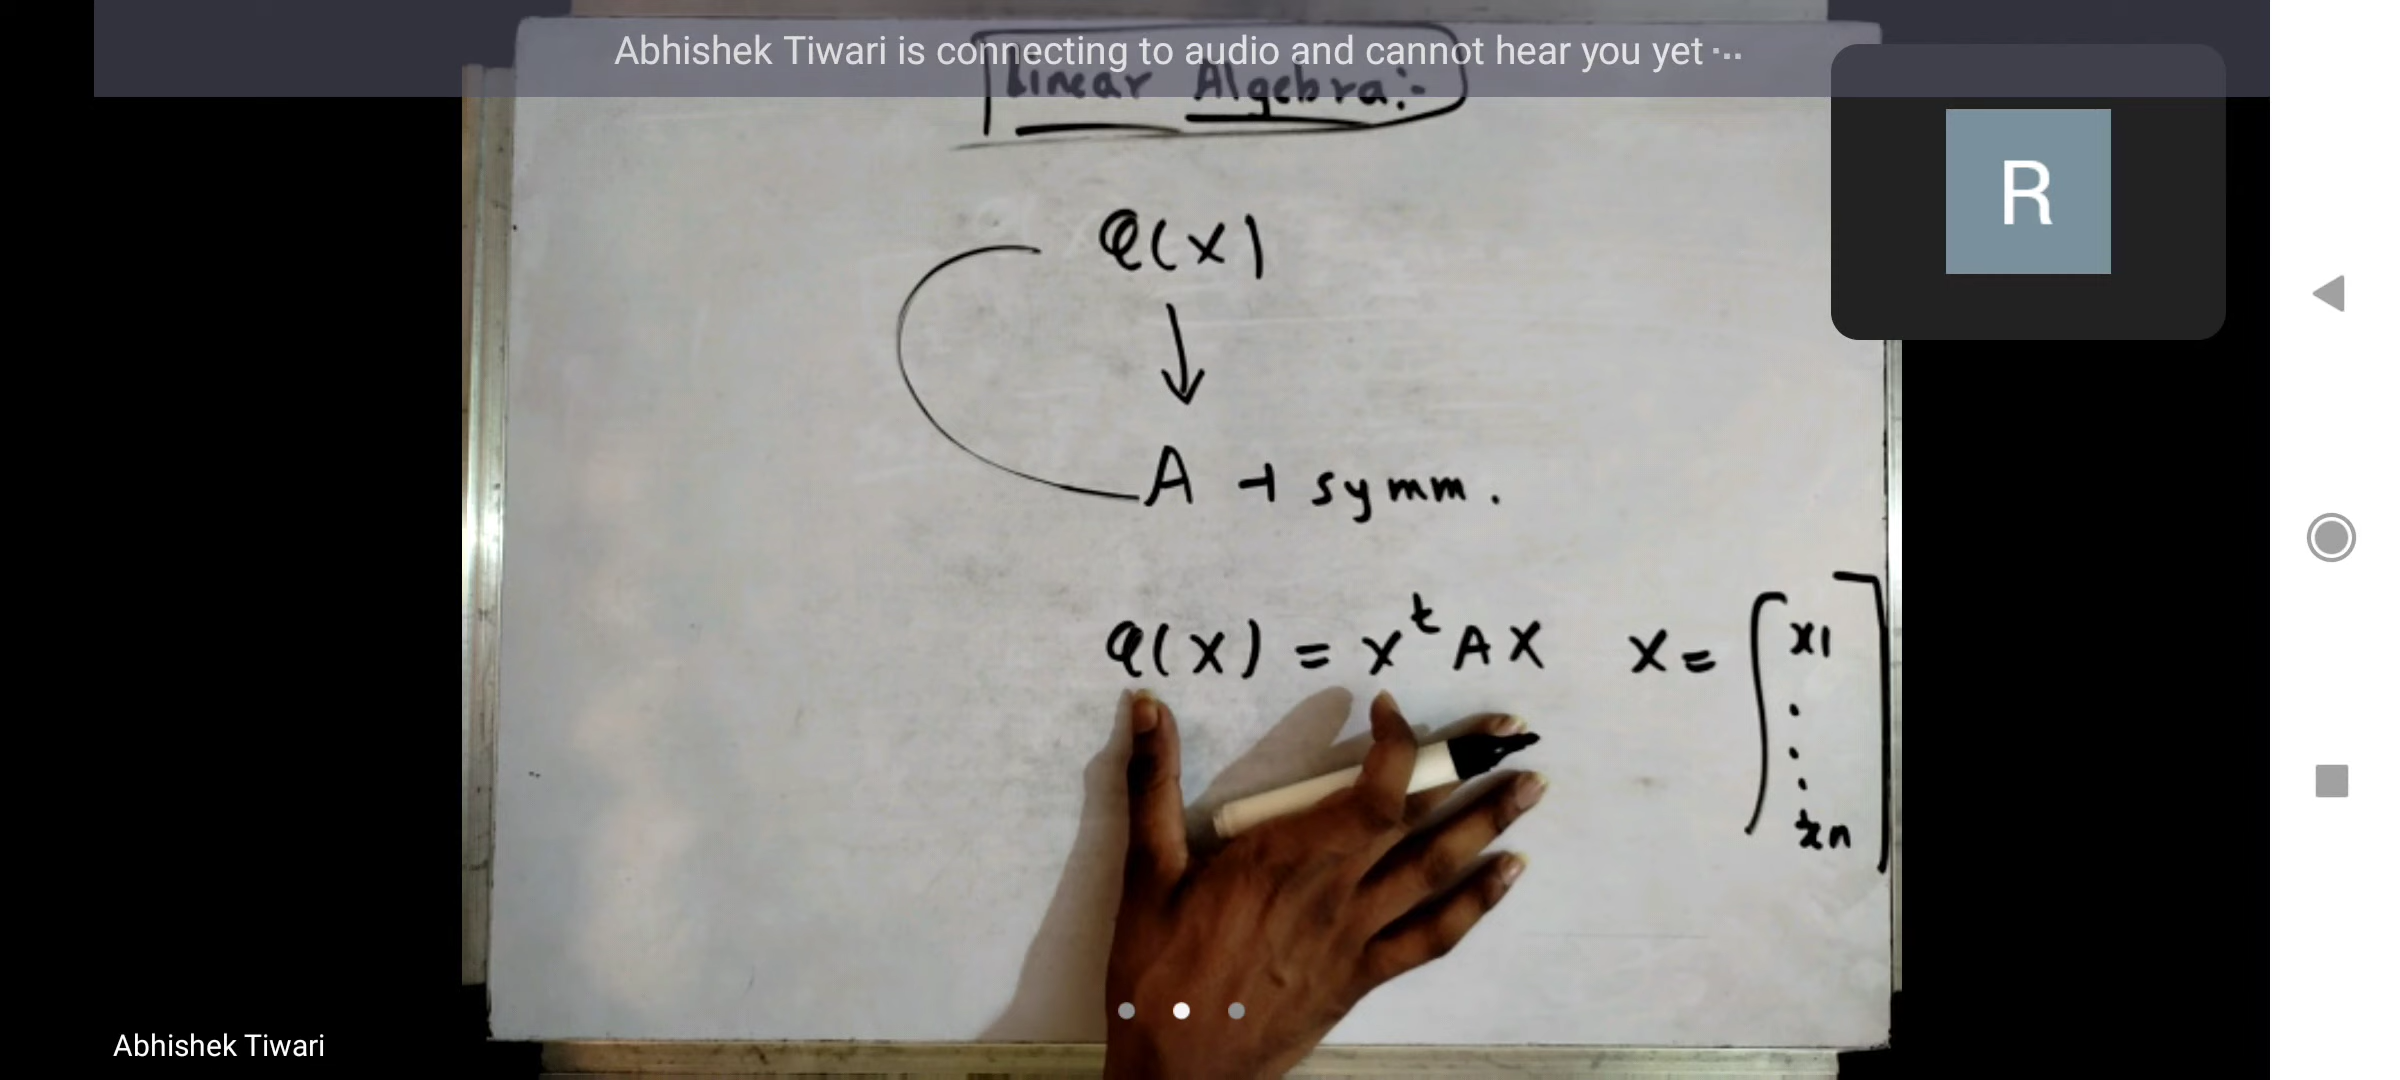 Abhishek Tiwari is connecting to audio and cannot hear you yet
Linear Algebra:-
R
Q(X)
A → symm.
Q(X) = X^t A X X = [x1 . . . xn]
Abhishek Tiwari